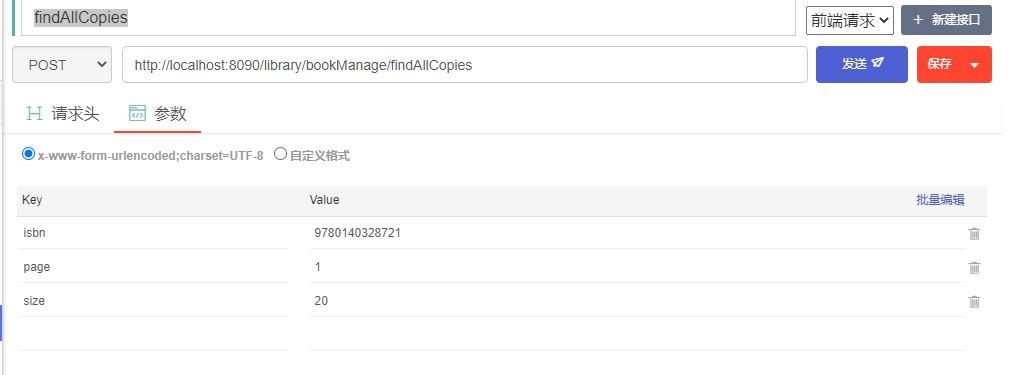 findAllCopies
前端请求 + 新建接口
POST http://localhost:8090/library/bookManage/findAllCopies 发送 保存
请求头 参数
x-www-form-urlencoded;charset=UTF-8 自定义格式
Key Value 批量编辑
isbn 9780140328721
page 1
size 20